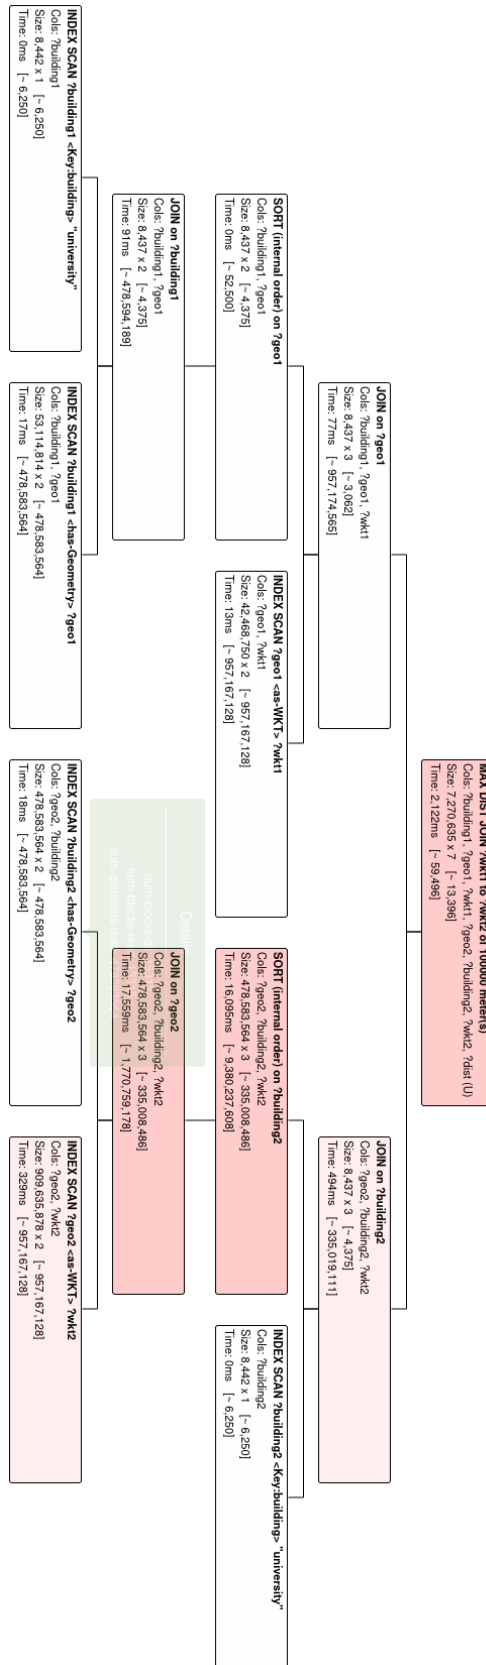 MAX DIST JOIN ?wkt1 to ?wkt2 of 100000 meter(s)
Cols: ?building1, ?geo1, ?wkt1, ?geo2, ?building2, ?wkt2, ?dist (U)
Size: 7,270,635 x 7 [~ 13,396]
Time: 2,122ms [~ 59,496]
JOIN on ?geo1
Cols: ?building1, ?geo1, ?wkt1
Size: 8,437 x 3 [~ 3,062]
Time: 77ms [~ 957,174,565]
JOIN on ?building2
Cols: ?geo2, ?building2, ?wkt2
Size: 8,437 x 3 [~ 4,375]
Time: 494ms [~ 335,019,111]
SORT (internal order) on ?geo1
Cols: ?building1, ?geo1
Size: 8,437 x 2 [~ 4,375]
Time: 0ms [~ 52,500]
INDEX SCAN ?geo1 <as-WKT> ?wkt1
Cols: ?geo1, ?wkt1
Size: 42,468,750 x 2 [~ 957,167,128]
Time: 13ms [~ 957,167,128]
SORT (internal order) on ?building2
Cols: ?geo2, ?building2, ?wkt2
Size: 478,583,564 x 3 [~ 335,008,486]
Time: 16,095ms [~ 9,380,237,608]
INDEX SCAN ?building2 <Key:building> "university"
Cols: ?building2
Size: 8,442 x 1 [~ 6,250]
Time: 0ms [~ 6,250]
JOIN on ?building1
Cols: ?building1, ?geo1
Size: 8,437 x 2 [~ 4,375]
Time: 91ms [~ 478,594,189]
JOIN on ?geo2
Cols: ?geo2, ?building2, ?wkt2
Size: 478,583,564 x 3 [~ 335,008,486]
Time: 17,559ms [~ 1,770,759,178]
Details
INDEX SCAN ?building1 <Key:building> "university"
Cols: ?building1
Size: 8,442 x 1 [~ 6,250]
Time: 0ms [~ 6,250]
INDEX SCAN ?building1 <has-Geometry> ?geo1
Cols: ?building1, ?geo1
Size: 53,114,814 x 2 [~ 478,583,564]
Time: 17ms [~ 478,583,564]
INDEX SCAN ?building2 <has-Geometry> ?geo2
Cols: ?geo2, ?building2
Size: 478,583,564 x 2 [~ 478,583,564]
Time: 18ms [~ 478,583,564]
INDEX SCAN ?geo2 <as-WKT> ?wkt2
Cols: ?geo2, ?wkt2
Size: 909,635,878 x 2 [~ 957,167,128]
Time: 329ms [~ 957,167,128]